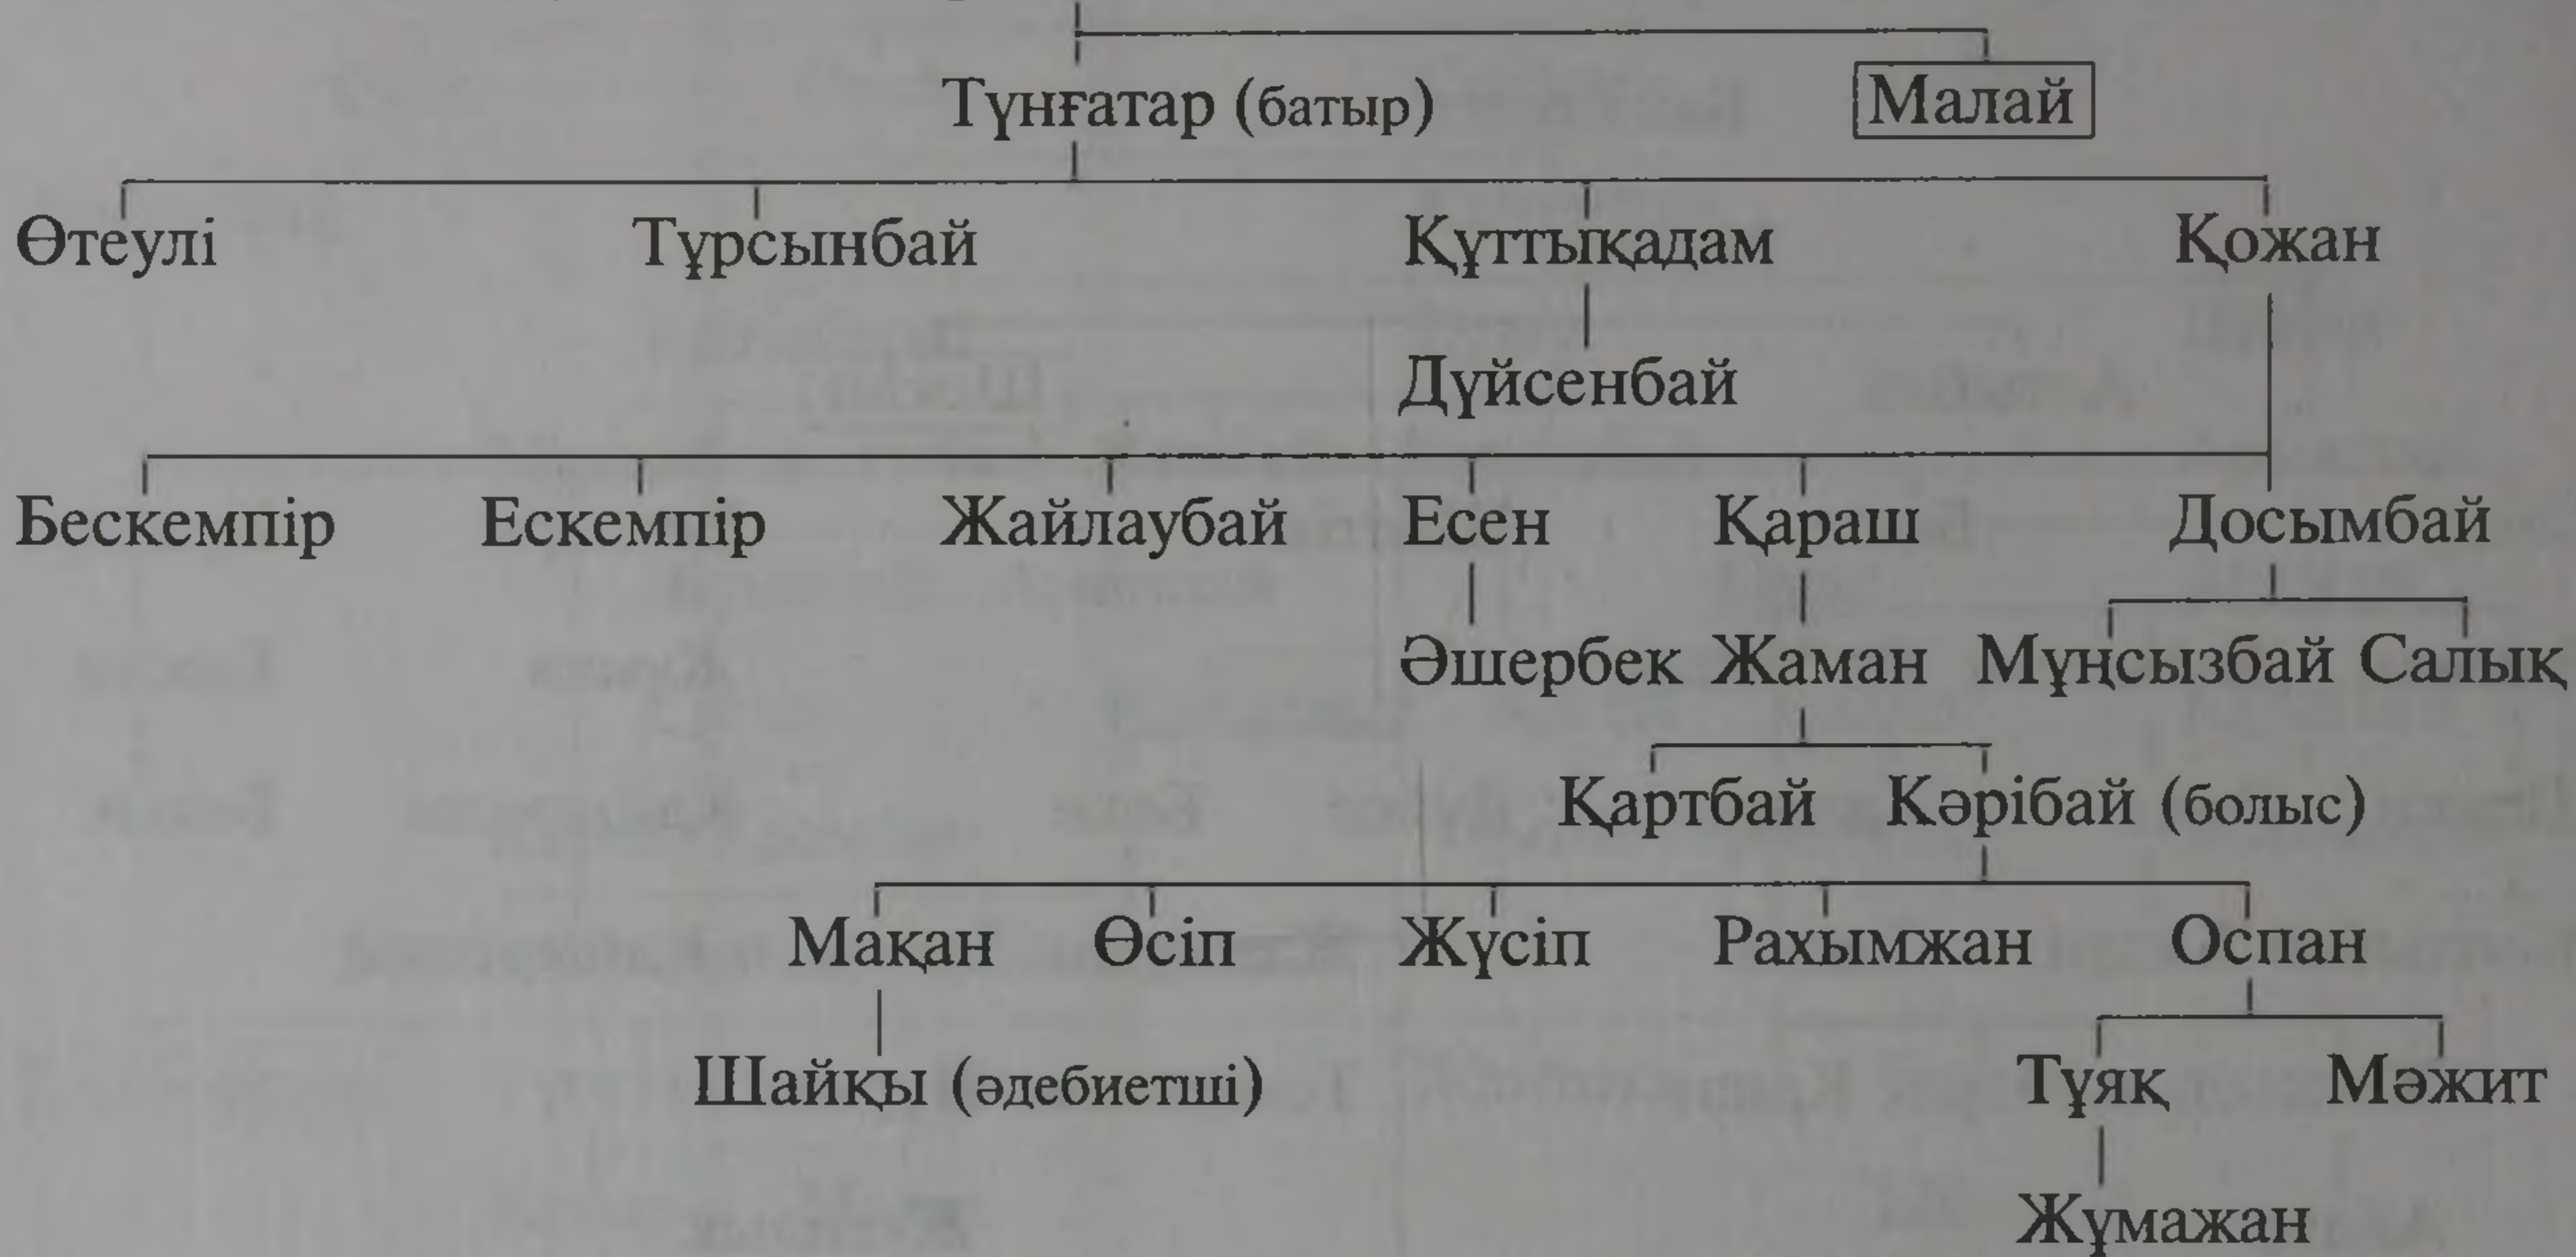 Түнғатар (батыр) Малай
Өтеулі Тұрсынбай Құттықадам Қожан
Дүйсенбай
Бескемпір Ескемпір Жайлаубай Есен Қараш Досымбай
Әшербек Жаман Мұңсызбай Салық
Қартбай Кәрібай (болыс)
Мақан Өсіп Жүсіп Рахымжан Оспан
Шайқы (әдебиетші) Тұяқ Мәжит
Жұмажан